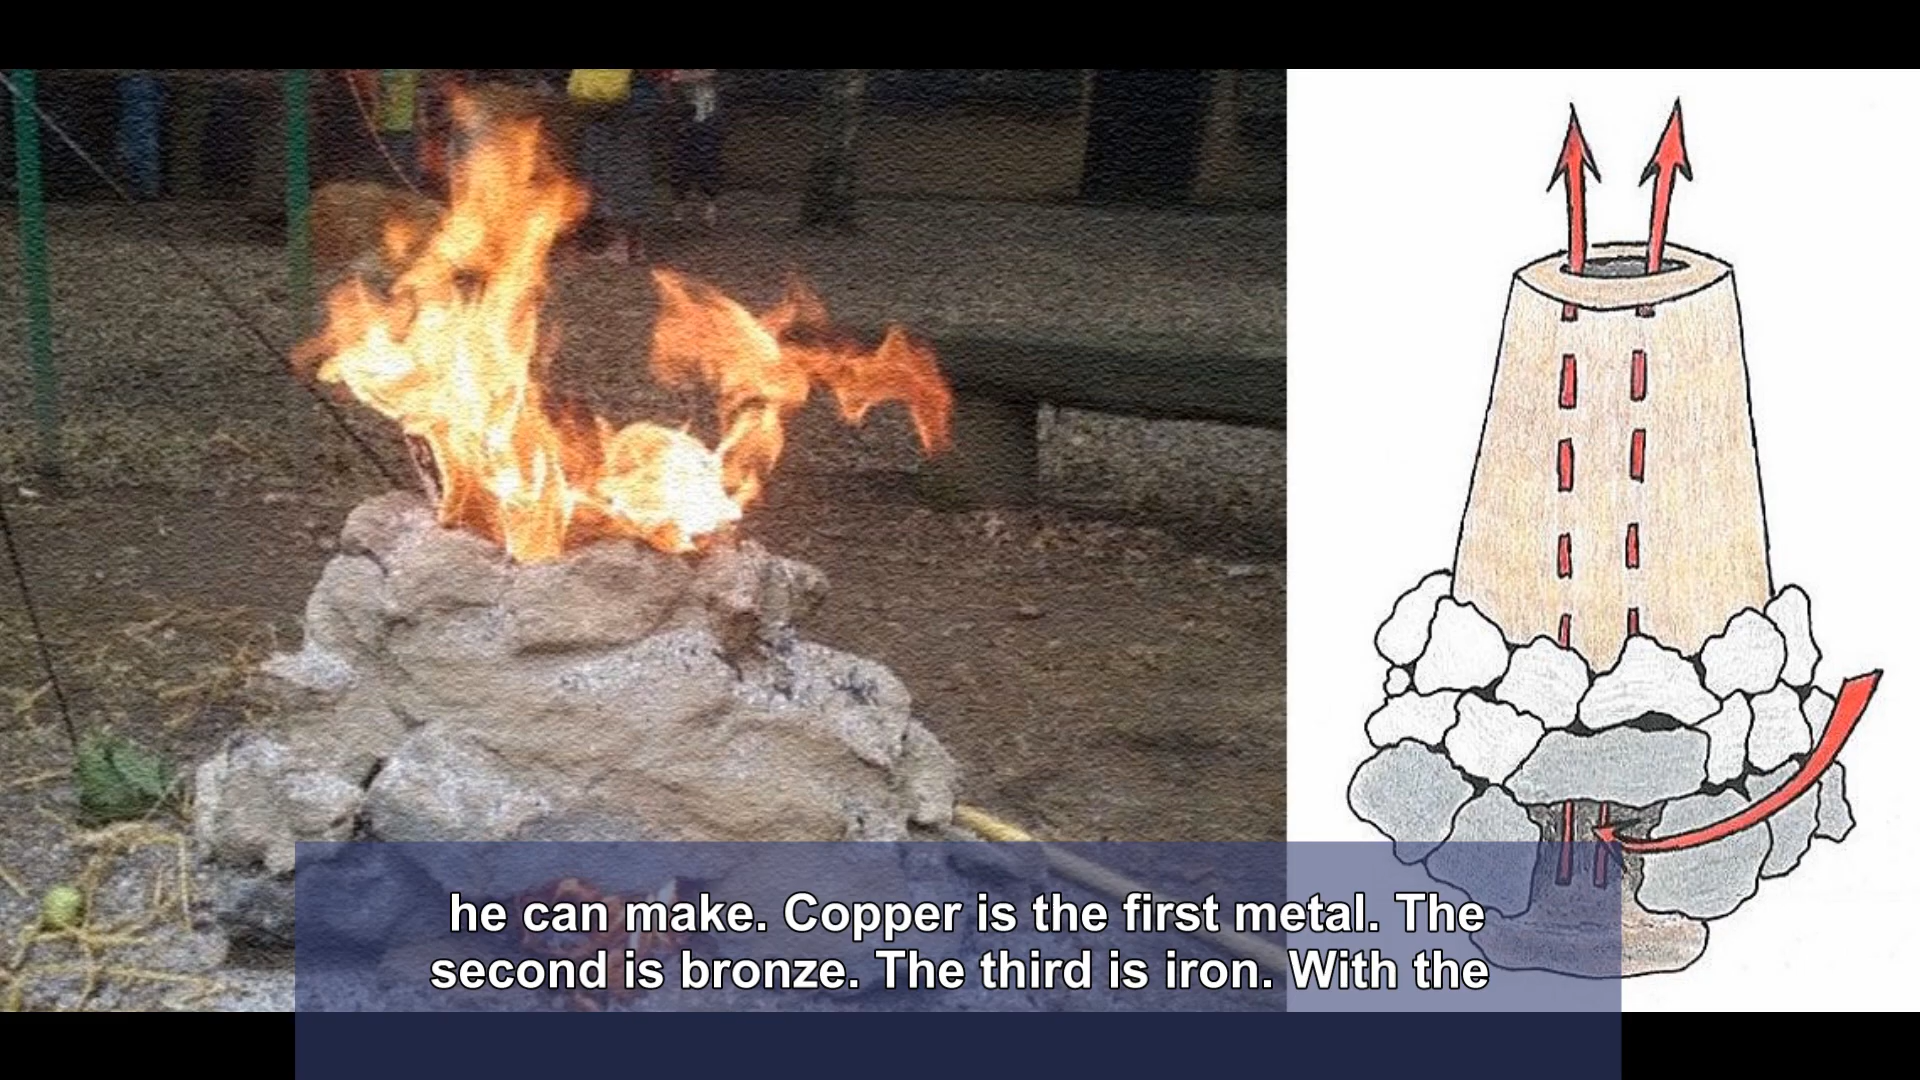 he can make. Copper is the first metal. The
second is bronze. The third is iron. With the